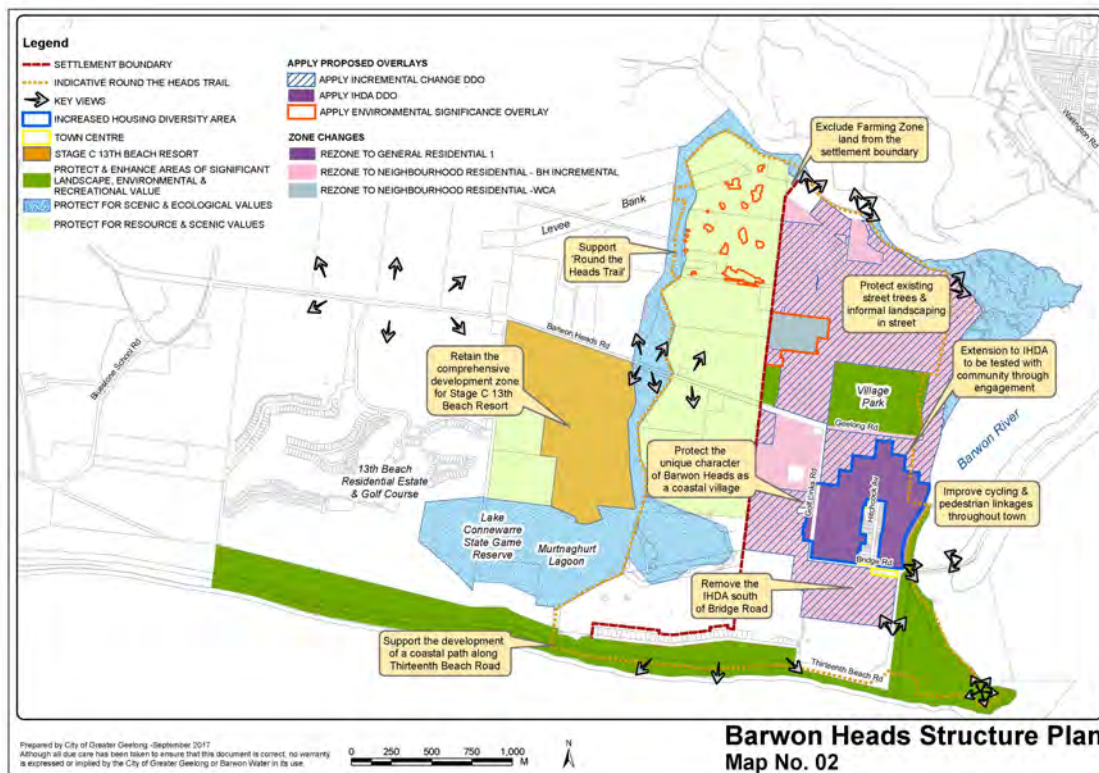 Legend
SETTLEMENT BOUNDARY
INDICATIVE ROUND THE HEADS TRAIL
KEY VIEWS
INCREASED HOUSING DIVERSITY AREA
TOWN CENTRE
STAGE C 13TH BEACH RESORT
PROTECT & ENHANCE AREAS OF SIGNIFICANT
LANDSCAPE, ENVIRONMENTAL &
RECREATIONAL VALUE
PROTECT FOR SCENIC & ECOLOGICAL VALUES
PROTECT FOR RESOURCE & SCENIC VALUES
APPLY PROPOSED OVERLAYS
APPLY INCREMENTAL CHANGE DDO
APPLY IHDA DDO
APPLY ENVIRONMENTAL SIGNIFICANCE OVERLAY
ZONE CHANGES
REZONE TO GENERAL RESIDENTIAL 1
REZONE TO NEIGHBOURHOOD RESIDENTIAL - BH INCREMENTAL
REZONE TO NEIGHBOURHOOD RESIDENTIAL -WCA
Wellington Rd
Exclude Farming Zone
land from the
settlement boundary
Levee Bank
Support
'Round the
Heads Trail'
Protect existing
street trees &
informal landscaping
in street
Bluestone School Rd
Barwon Heads Rd
Retain the
comprehensive
development zone
for Stage C 13th
Beach Resort
Extension to IHDA
to be tested with
community through
engagement
Village
Park
Geelong Rd
Barwon River
Protect the
unique character
of Barwon Heads as
a coastal village
Golf Links Rd
Hitchcock Av
13th Beach
Residential Estate
& Golf Course
Improve cycling &
pedestrian linkages
throughout town
Lake
Connewarre
State Game
Reserve
Murtnaghurt
Lagoon
Bridge Rd
Remove the
IHDA south
of Bridge Road
Support the development
of a coastal path along
Thirteenth Beach Road
Thirteenth Beach Rd
Prepared by City of Greater Geelong -September 2017
Although all due care has been taken to ensure that this document is correct, no warranty
is expressed or implied by the City of Greater Geelong or Barwon Water in its use.
0 250 500 750 1,000
M
N
Barwon Heads Structure Plan
Map No. 02